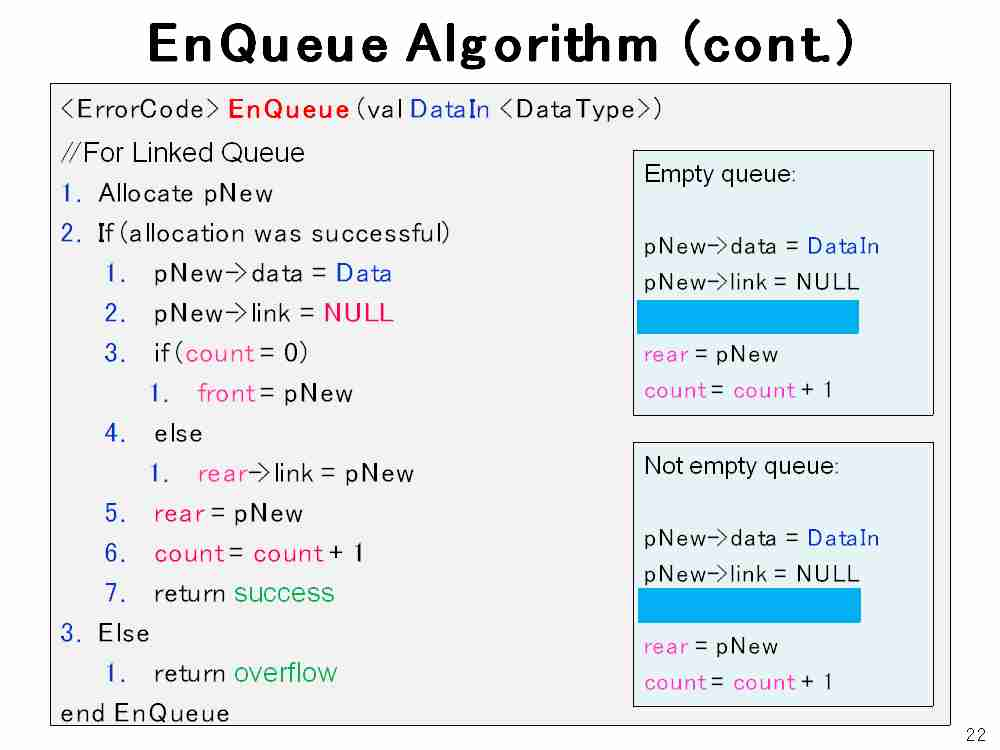 EnQueue Algorithm (cont.)
<ErrorCode> EnQueue (val DataIn <DataType>)
//For Linked Queue
1. Allocate pNew
2. If (allocation was successful)
1. pNew->data = Data
2. pNew->link = NULL
3. if (count = 0)
1. front = pNew
4. else
1. rear->link = pNew
5. rear = pNew
6. count = count + 1
7. return success
3. Else
1. return overflow
end EnQueue
Empty queue:
pNew->data = DataIn
pNew->link = NULL
rear = pNew
count = count + 1
Not empty queue:
pNew->data = DataIn
pNew->link = NULL
rear = pNew
count = count + 1
22